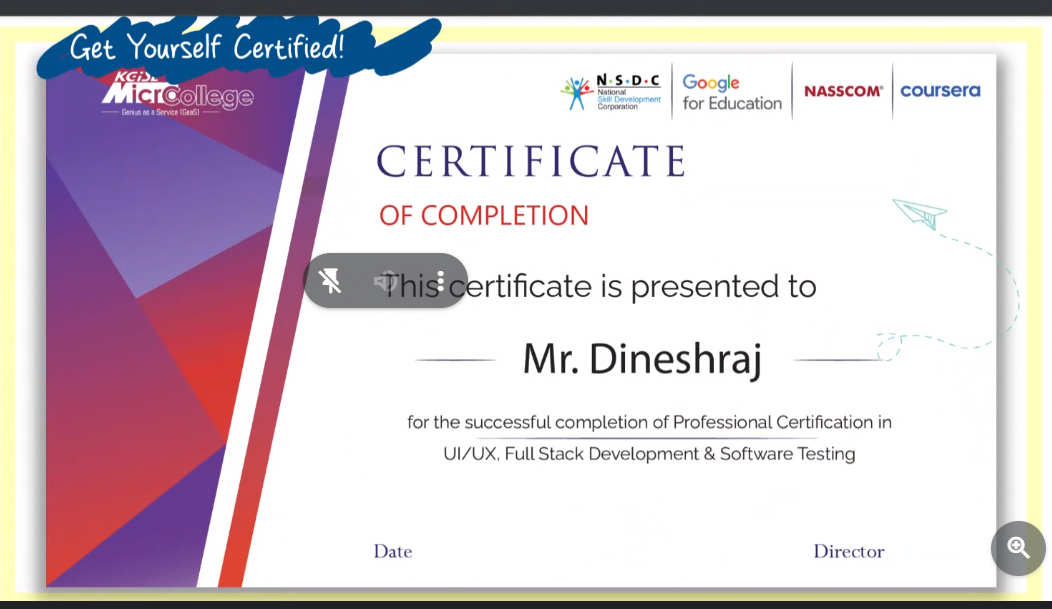 Get Yourself Certified!
KGiSL
MicroCollege
Genius as a Service (GaaS)
N·S·D·C
National
Skill Development
Corporation
Google
for Education
NASSCOM®
coursera
CERTIFICATE
OF COMPLETION
This certificate is presented to
Mr. Dineshraj
for the successful completion of Professional Certification in
UI/UX, Full Stack Development & Software Testing
Date
Director